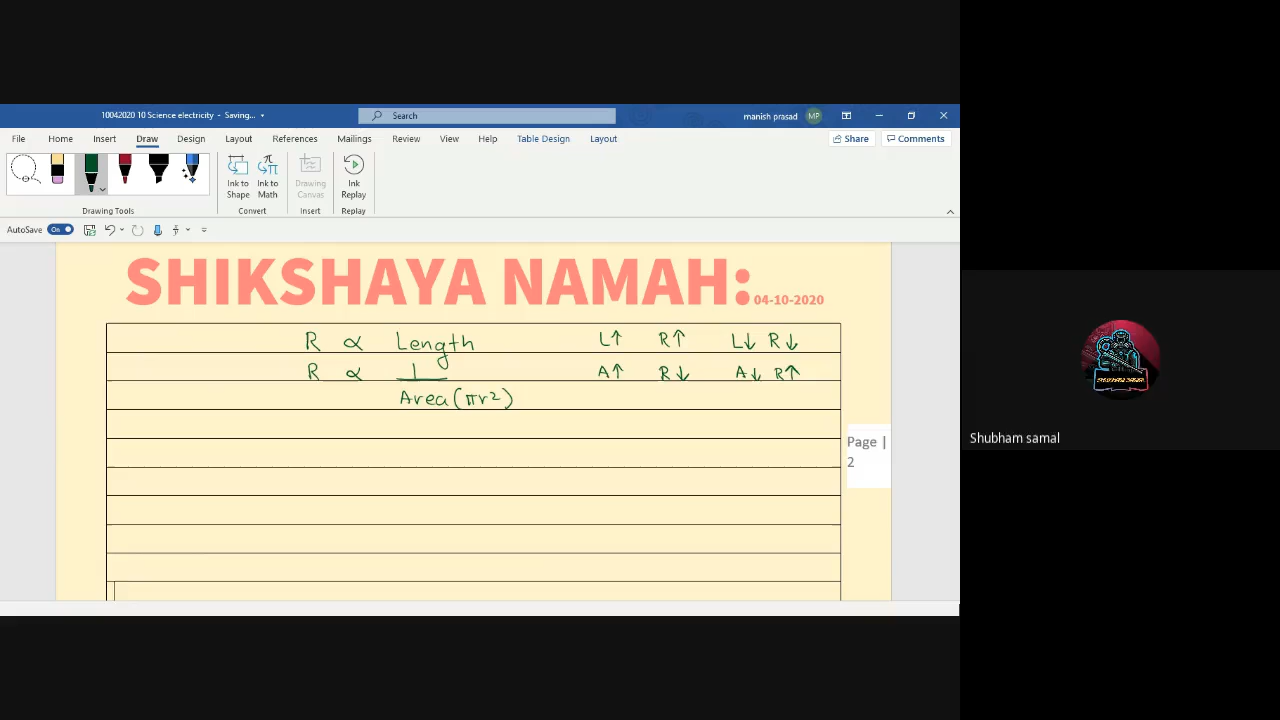 10042020 10 Science electricity - Saving...
Search
manish prasad MP
File Home Insert Draw Design Layout References Mailings Review View Help Table Design Layout
Share Comments
Ink to Shape
Ink to Math
Drawing Canvas
Ink Replay
Drawing Tools Convert Insert Replay
AutoSave On
SHIKSHAYA NAMAH: 04-10-2020
R ∝ Length L↑ R↑ L↓ R↓
R ∝ 1 A↑ R↓ A↓ R↑
Area (πr²)
Page |
2
Shubham samal